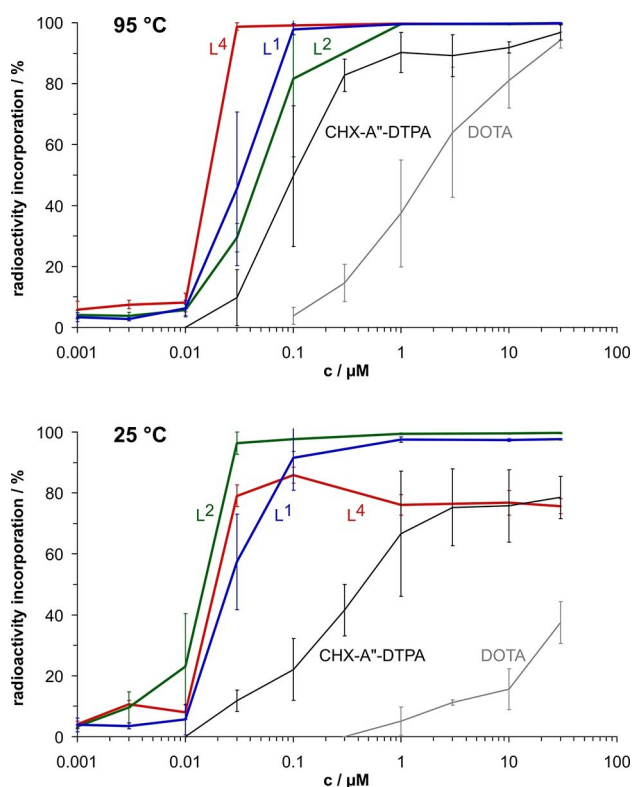 95 °C
radioactivity incorporation / %
100
80
60
40
20
0
L⁴
L¹
L²
CHX-A"-DTPA
DOTA
0.001
0.01
0.1
1
10
100
c / µM
25 °C
radioactivity incorporation / %
100
80
60
40
20
0
L²
L¹
L⁴
CHX-A"-DTPA
DOTA
0.001
0.01
0.1
1
10
100
c / µM